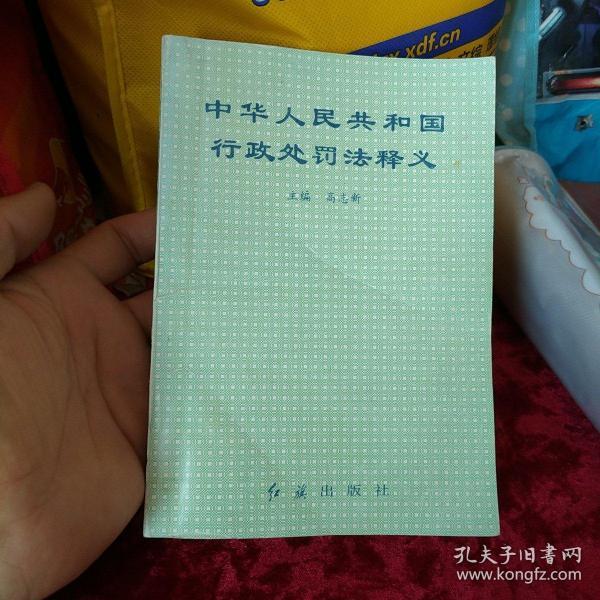 xdf.cn
中华人民共和国
行政处罚法释义
主编 高志新
红旗出版社
孔夫子旧书网
www.kongfz.com